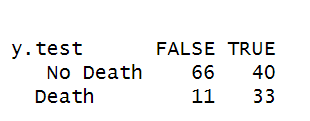 y.test FALSE TRUE
No Death 66 40
Death 11 33